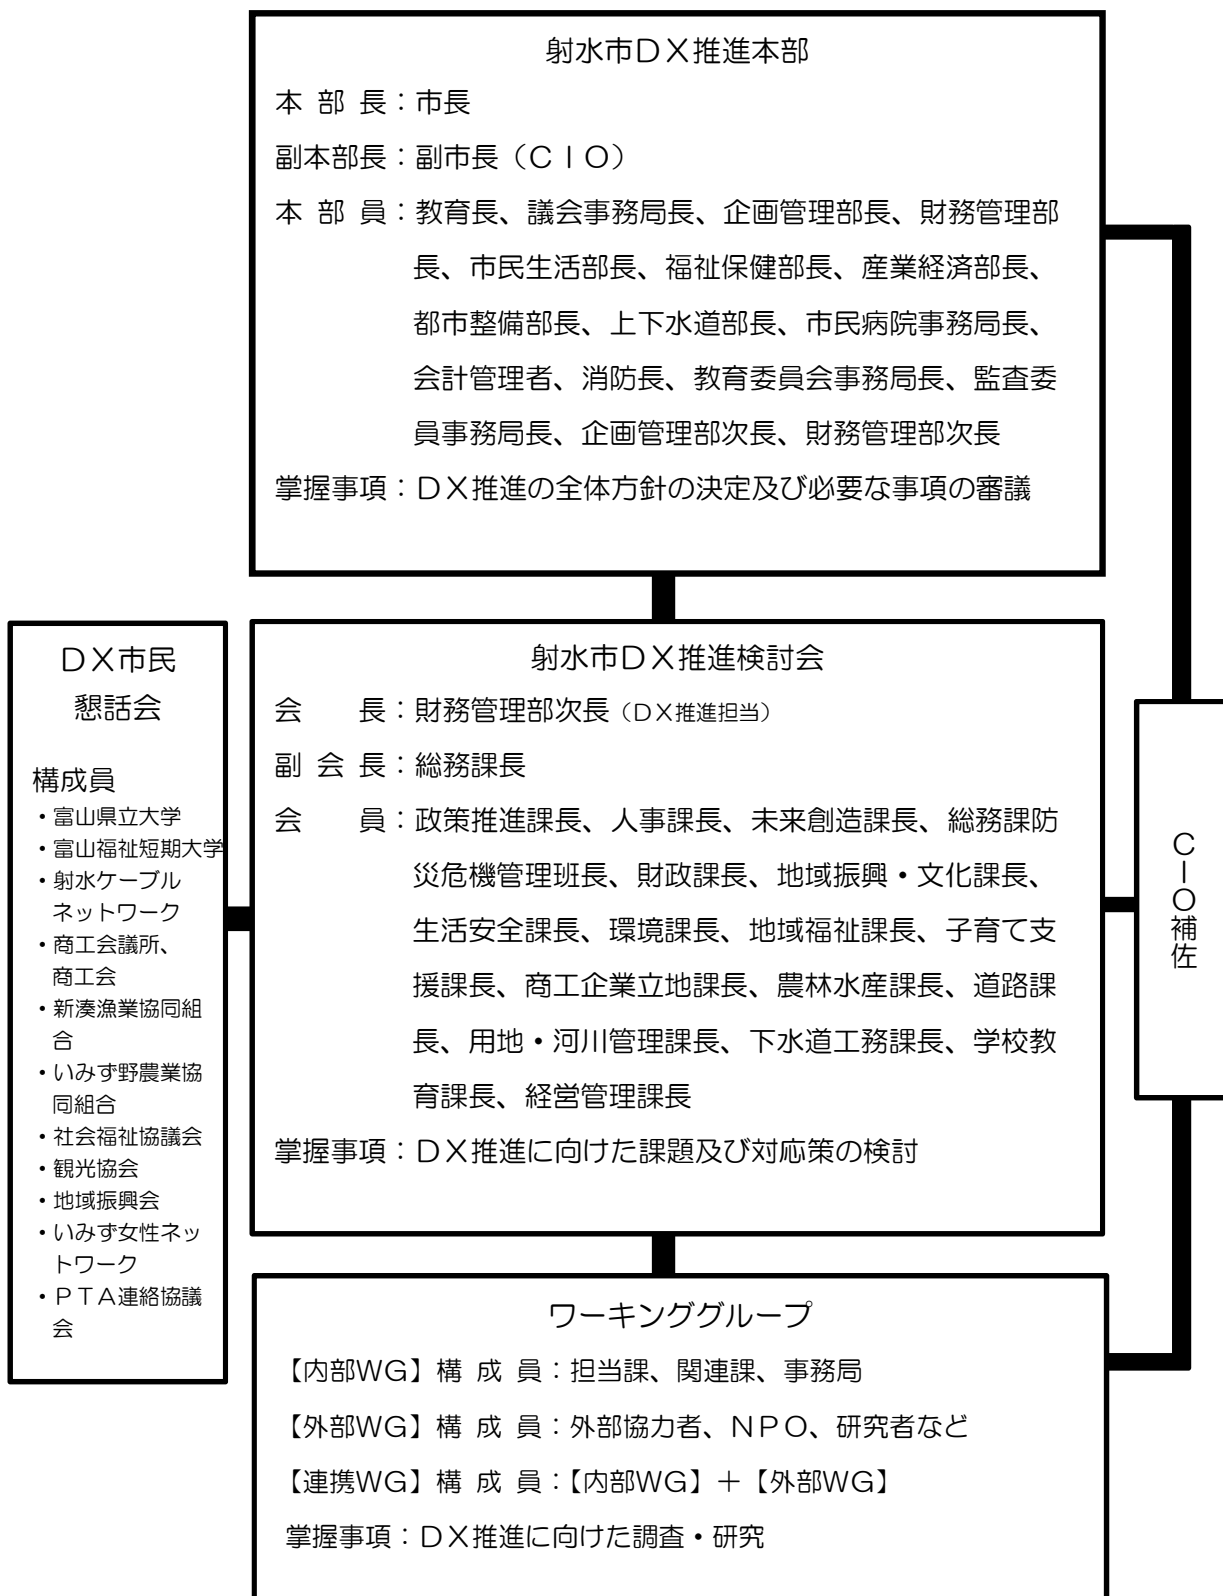 射水市ＤＸ推進本部
本 部 長：市長
副本部長：副市長（ＣＩＯ）
本 部 員：教育長、議会事務局長、企画管理部長、財務管理部
長、市民生活部長、福祉保健部長、産業経済部長、
都市整備部長、上下水道部長、市民病院事務局長、
会計管理者、消防長、教育委員会事務局長、監査委
員事務局長、企画管理部次長、財務管理部次長
掌握事項：ＤＸ推進の全体方針の決定及び必要な事項の審議
ＤＸ市民
懇話会
構成員
・富山県立大学
・富山福祉短期大学
・射水ケーブル
ネットワーク
・商工会議所、
商工会
・新湊漁業協同組
合
・いみず野農業協
同組合
・社会福祉協議会
・観光協会
・地域振興会
・いみず女性ネッ
トワーク
・ＰＴＡ連絡協議
会
射水市ＤＸ推進検討会
会　　長：財務管理部次長（ＤＸ推進担当）
副 会 長：総務課長
会　　員：政策推進課長、人事課長、未来創造課長、総務課防
災危機管理班長、財政課長、地域振興・文化課長、
生活安全課長、環境課長、地域福祉課長、子育て支
援課長、商工企業立地課長、農林水産課長、道路課
長、用地・河川管理課長、下水道工務課長、学校教
育課長、経営管理課長
掌握事項：ＤＸ推進に向けた課題及び対応策の検討
ＣＩＯ補佐
ワーキンググループ
【内部WG】構 成 員：担当課、関連課、事務局
【外部WG】構 成 員：外部協力者、ＮＰＯ、研究者など
【連携WG】構 成 員：【内部WG】＋【外部WG】
掌握事項：ＤＸ推進に向けた調査・研究